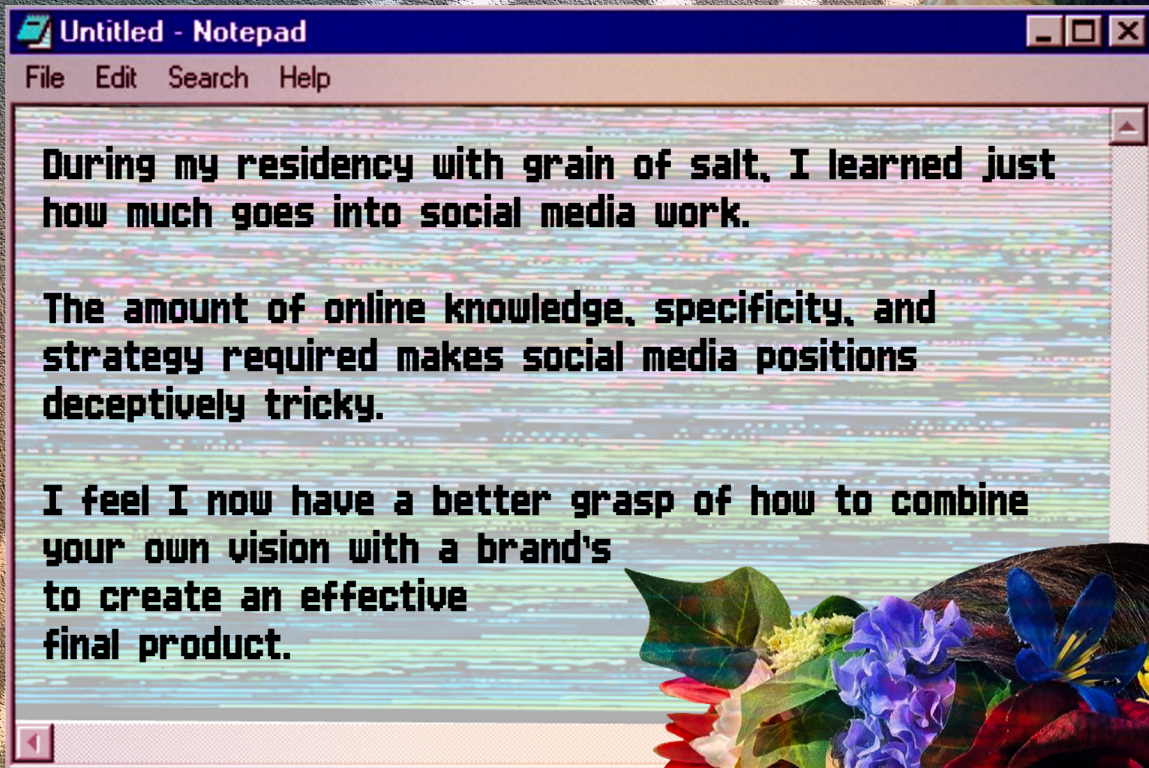 Untitled - Notepad
File Edit Search Help
During my residency with grain of salt, I learned just
how much goes into social media work.
The amount of online knowledge, specificity, and
strategy required makes social media positions
deceptively tricky.
I feel I now have a better grasp of how to combine
your own vision with a brand's
to create an effective
final product.